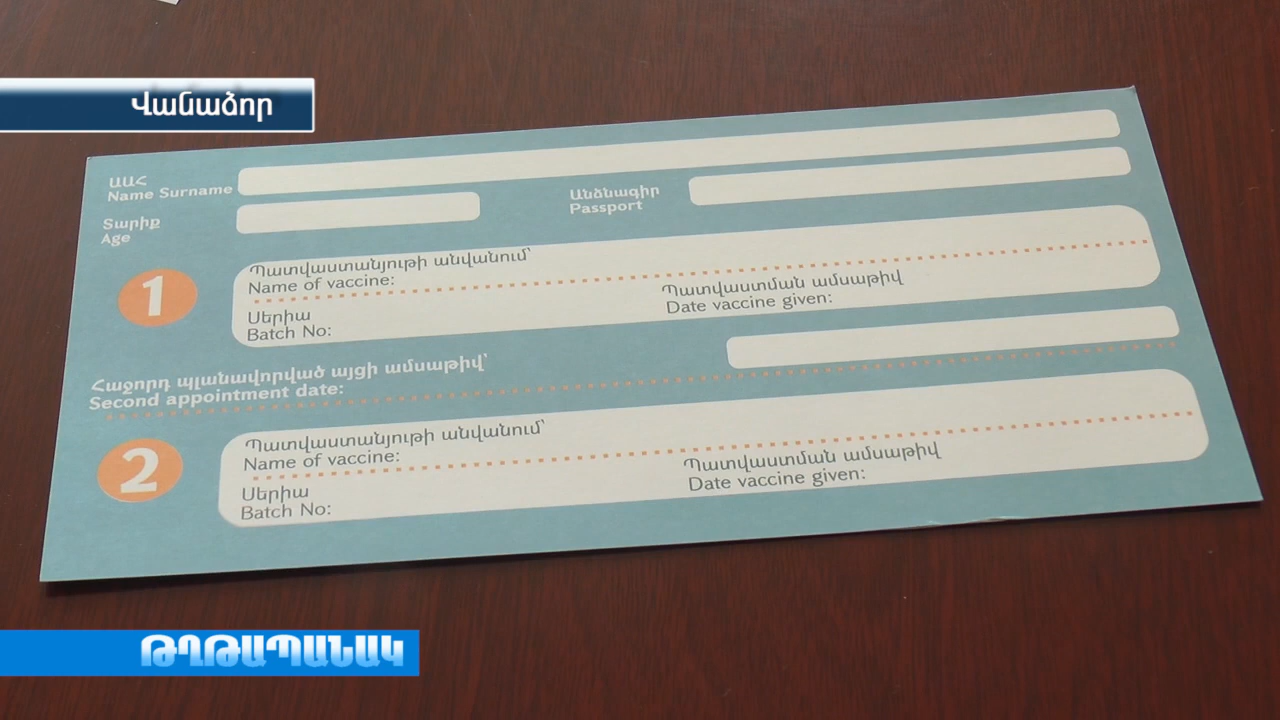 Վանաձոր
ԱԱՀ
Name Surname
Տարիք
Age
Անձնագիր
Passport
1
Պատվաստանյութի անվանում՝
Name of vaccine:
Սերիա
Batch No:
Պատվաստման ամսաթիվ
Date vaccine given:
Հաջորդ պլանավորված այցի ամսաթիվ՝
Second appointment date:
2
Պատվաստանյութի անվանում՝
Name of vaccine:
Սերիա
Batch No:
Պատվաստման ամսաթիվ
Date vaccine given:
ԹՂԹԱՊԱՆԱԿ